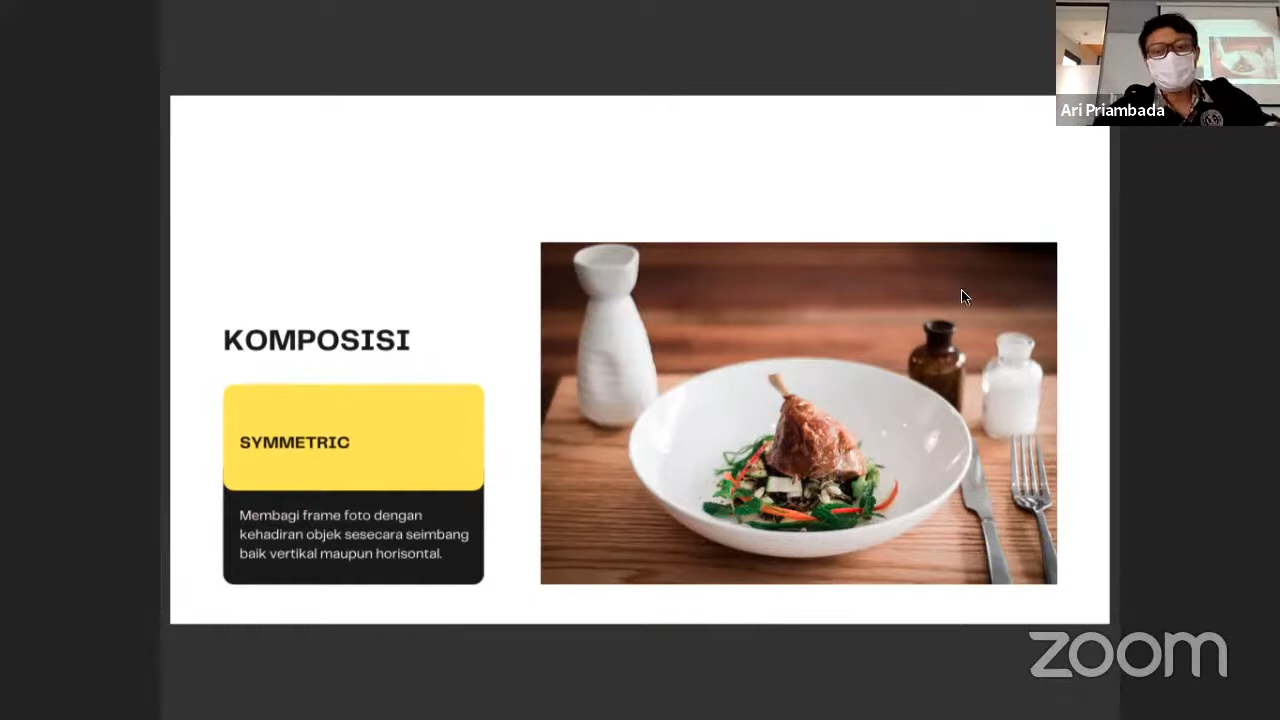 Ari Priambada
KOMPOSISI
SYMMETRIC
Membagi frame foto dengan
kehadiran objek sesecara seimbang
baik vertikal maupun horisontal.
zoom